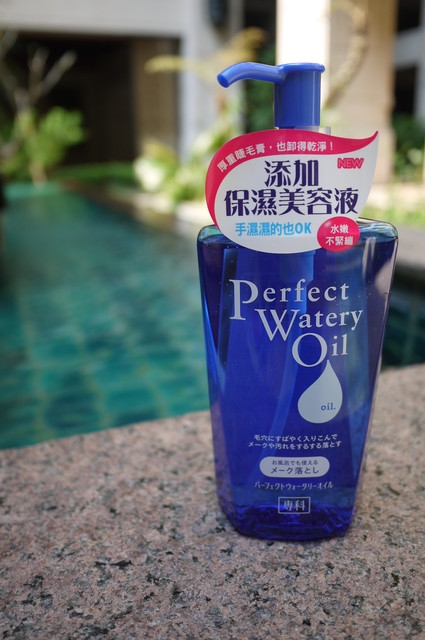 厚重睫毛膏，也卸得乾淨！
NEW
添加
保濕美容液
手濕濕的也OK
水嫩
不緊繃
Perfect
Watery
Oil
oil.
毛穴にすばやく入りこんで
メークや汚れをするする落とす
お風呂でも使える
メーク落とし
パーフェクトウォータリーオイル
専科